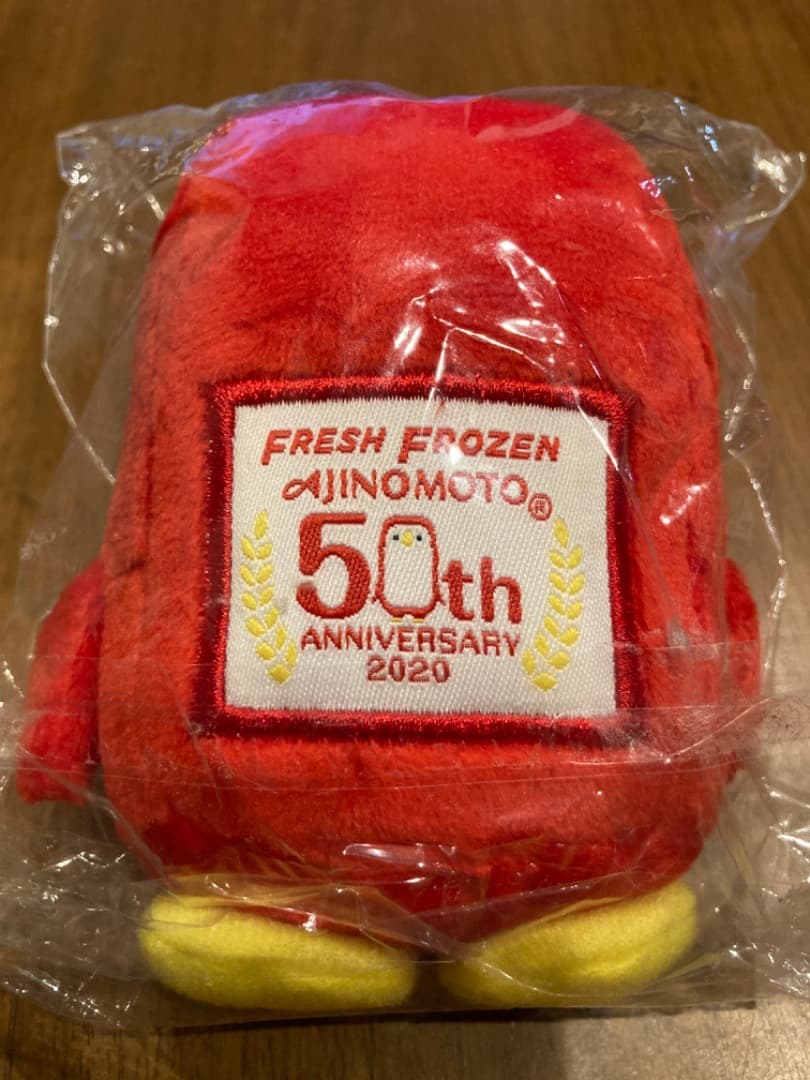 FRESH FROZEN
AJINOMOTO®
50th
ANNIVERSARY
2020